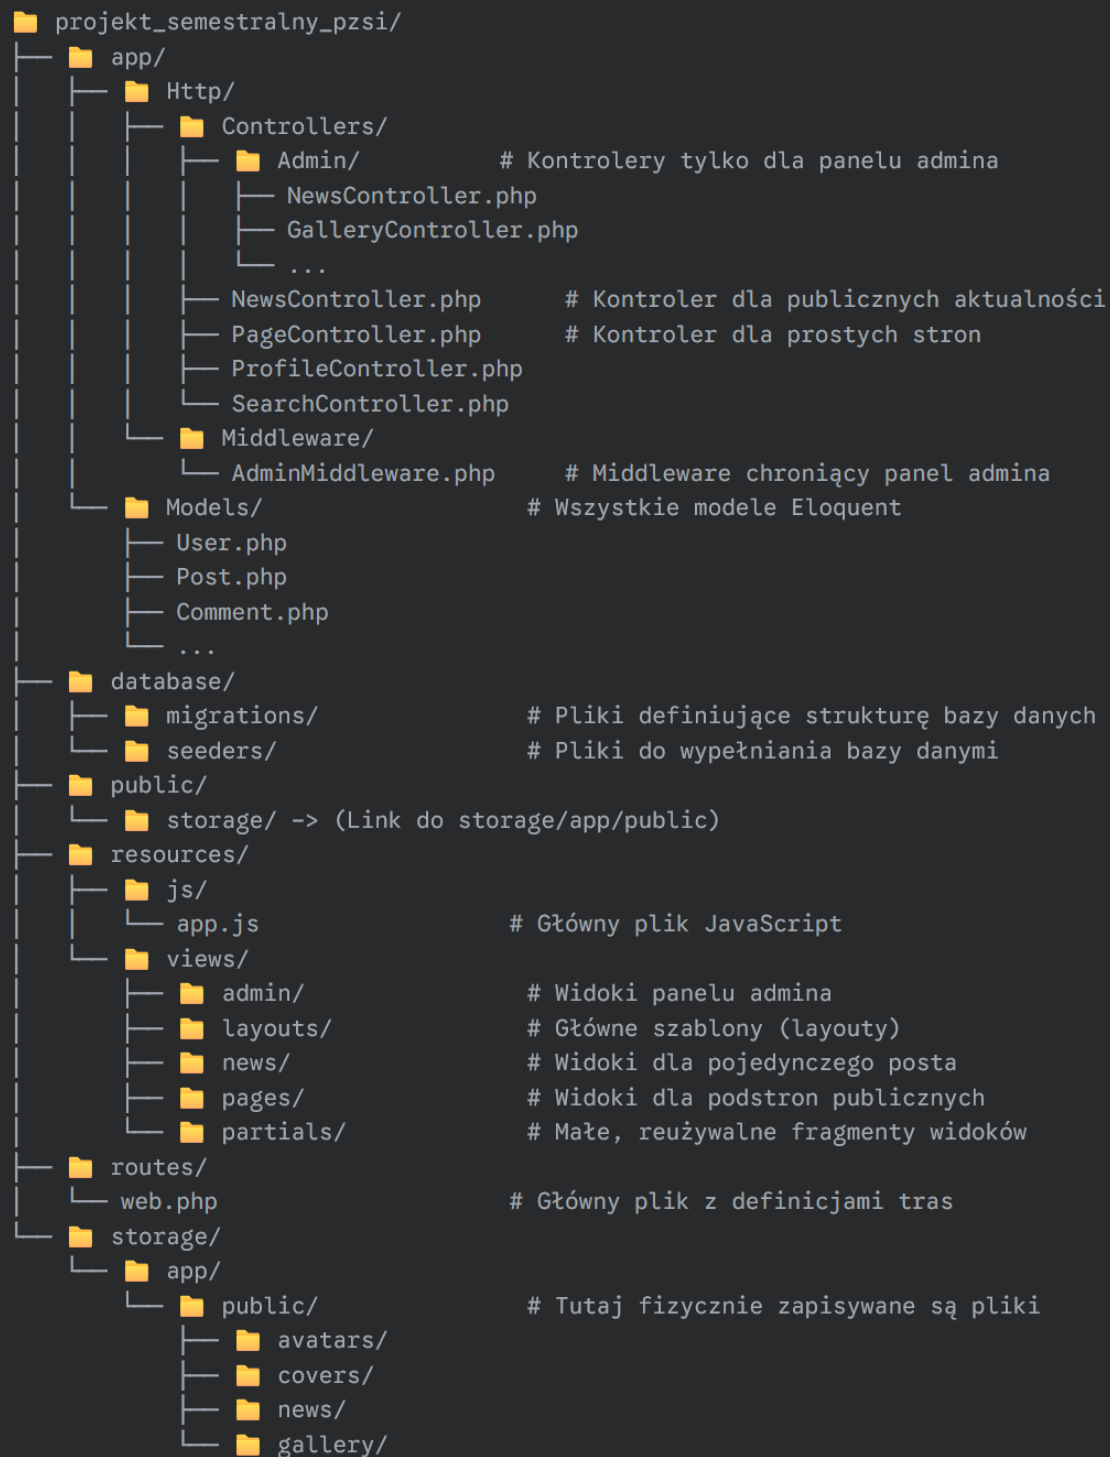 projekt_semestralny_pzsi/
├── app/
│   ├── Http/
│   │   ├── Controllers/
│   │   │   ├── Admin/          # Kontrolery tylko dla panelu admina
│   │   │   │   ├── NewsController.php
│   │   │   │   ├── GalleryController.php
│   │   │   │   └── ...
│   │   │   ├── NewsController.php      # Kontroler dla publicznych aktualności
│   │   │   ├── PageController.php      # Kontroler dla prostych stron
│   │   │   ├── ProfileController.php
│   │   │   └── SearchController.php
│   │   └── Middleware/
│   │       └── AdminMiddleware.php     # Middleware chroniący panel admina
│   └── Models/                   # Wszystkie modele Eloquent
│       ├── User.php
│       ├── Post.php
│       ├── Comment.php
│       └── ...
├── database/
│   ├── migrations/               # Pliki definiujące strukturę bazy danych
│   └── seeders/                  # Pliki do wypełniania bazy danymi
├── public/
│   └── storage/ -> (Link do storage/app/public)
├── resources/
│   ├── js/
│   │   └── app.js                  # Główny plik JavaScript
│   └── views/
│       ├── admin/                # Widoki panelu admina
│       ├── layouts/              # Główne szablony (layouty)
│       ├── news/                 # Widoki dla pojedynczego posta
│       ├── pages/                # Widoki dla podstron publicznych
│       └── partials/             # Małe, reużywalne fragmenty widoków
├── routes/
│   └── web.php                     # Główny plik z definicjami tras
└── storage/
    └── app/
        └── public/               # Tutaj fizycznie zapisywane są pliki
            ├── avatars/
            ├── covers/
            ├── news/
            └── gallery/